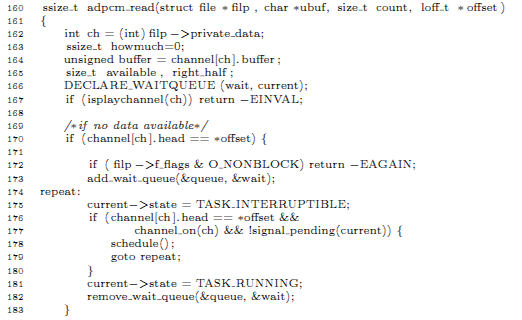 160 ssize_t adpcm_read(struct file * filp , char *ubuf, size_t count, loff_t * offset )
161 {
162 int ch = (int) filp ->private_data;
163 ssize_t howmuch=0;
164 unsigned buffer = channel[ch]. buffer;
165 size_t available , right_half ;
166 DECLARE_WAITQUEUE (wait, current);
167 if (isplaychannel(ch)) return -EINVAL;
168
169 /*if no data available*/
170 if (channel[ch]. head == *offset) {
171
172 if ( filp ->f_flags & O_NONBLOCK) return -EAGAIN;
173 add_wait_queue(&queue, &wait);
174 repeat:
175 current->state = TASK_INTERRUPTIBLE;
176 if (channel[ch]. head == *offset &&
177 channel_on(ch) && !signal_pending(current)) {
178 schedule();
179 goto repeat;
180 }
181 current->state = TASK_RUNNING;
182 remove_wait_queue(&queue, &wait);
183 }